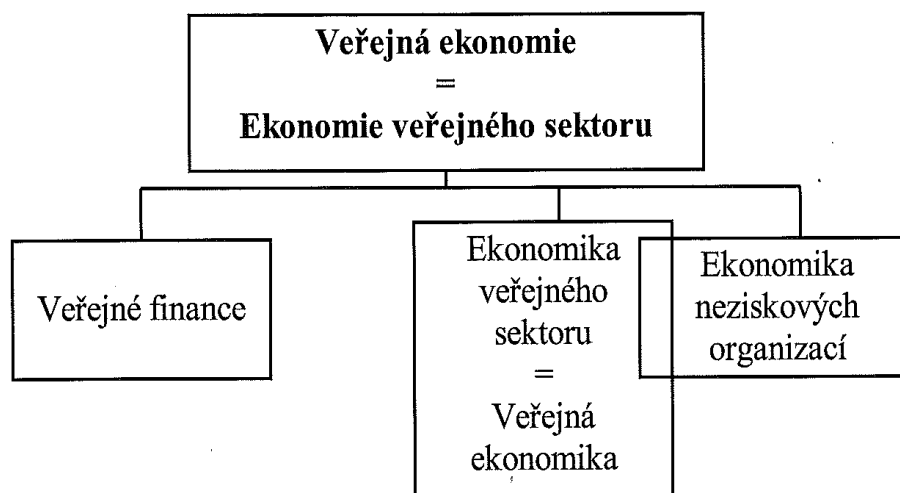 Veřejná ekonomie
=
Ekonomie veřejného sektoru
Veřejné finance
Ekonomika
veřejného
sektoru
=
Veřejná
ekonomika
Ekonomika
neziskových
organizací